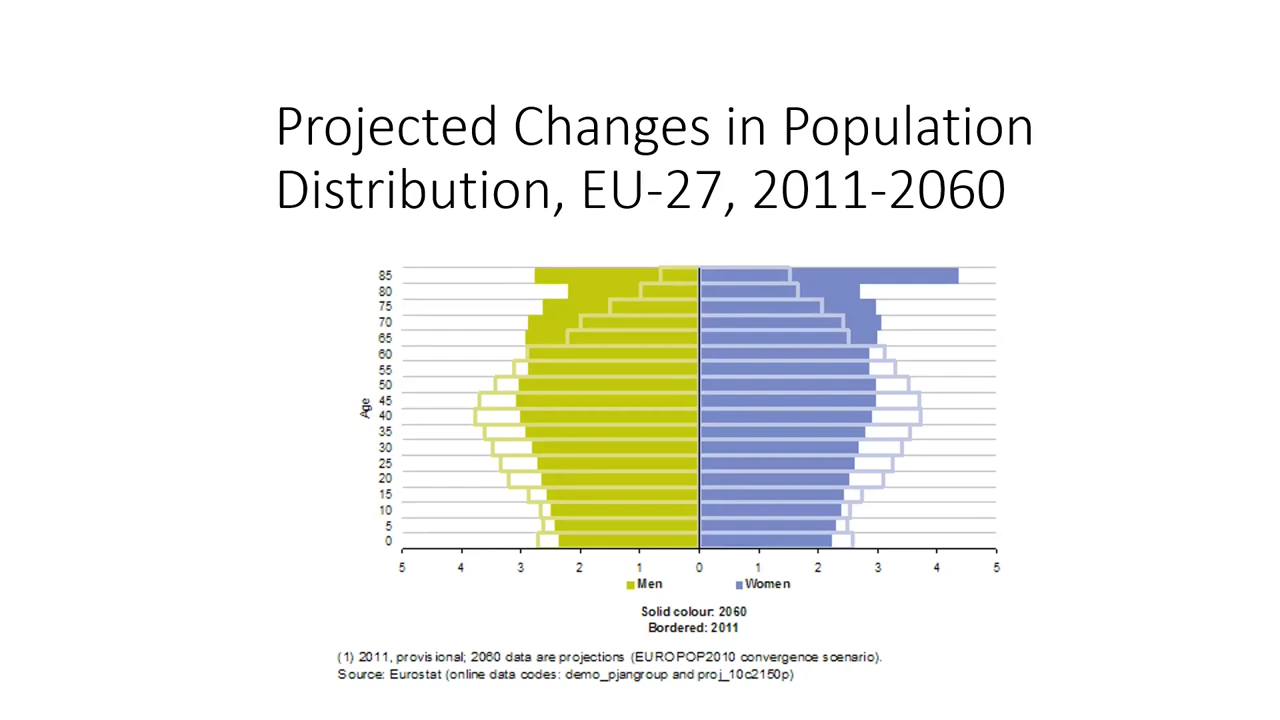 Projected Changes in Population
Distribution, EU-27, 2011-2060
85
80
75
70
65
60
55
50
45
40
35
30
25
20
15
10
5
0
Age
5 4 3 2 1 0 1 2 3 4 5
Men Women
Solid colour: 2060
Bordered: 2011
(1) 2011, provisional; 2060 data are projections (EUROPOP2010 convergence scenario).
Source: Eurostat (online data codes: demo_pjangroup and proj_10c2150p)